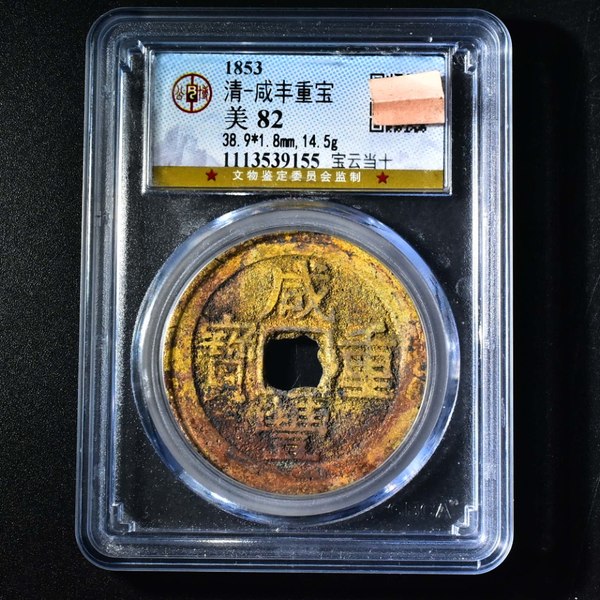 1853
清-咸丰重宝
美 82
38.9*1.8mm,14.5g
1113539155 宝云当十
★ 文物鉴定委员会监制 ★
咸
寳 重
豐